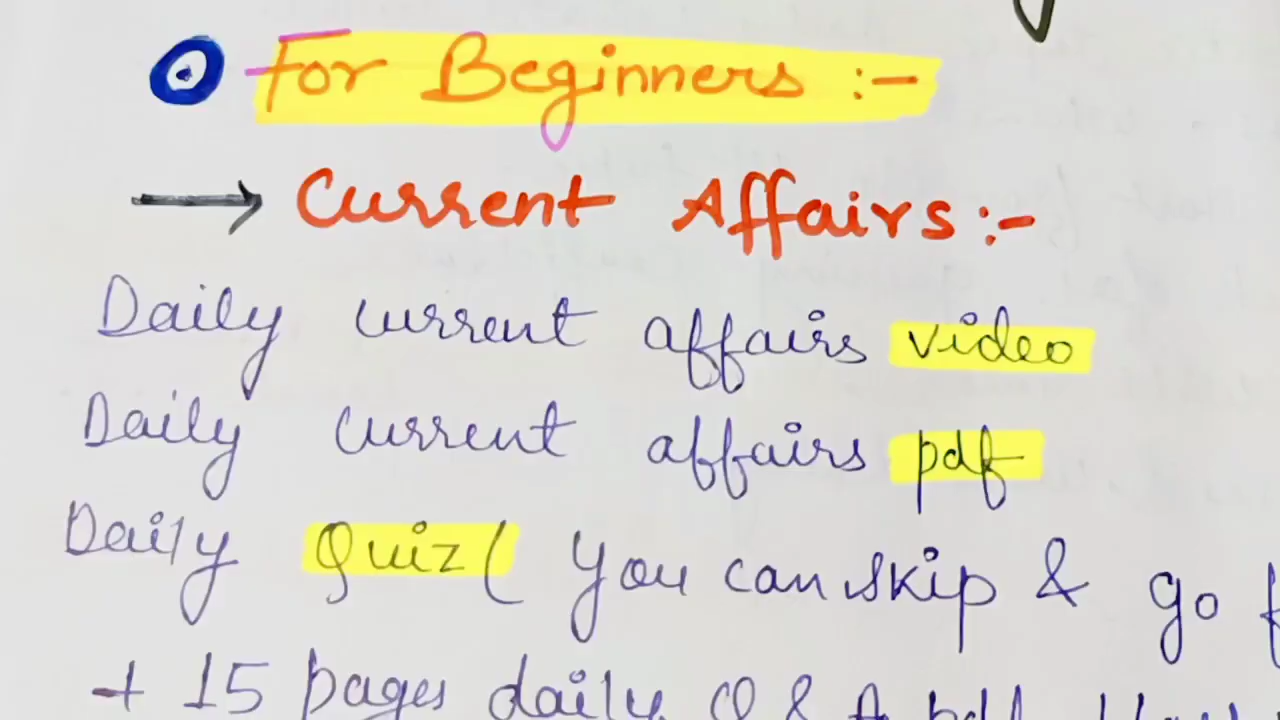 For Beginners :-
→ Current Affairs :-
Daily current affairs video
Daily current affairs pdf
Daily Quiz ( You can skip & go
+ 15 pages daily Q & A pdf